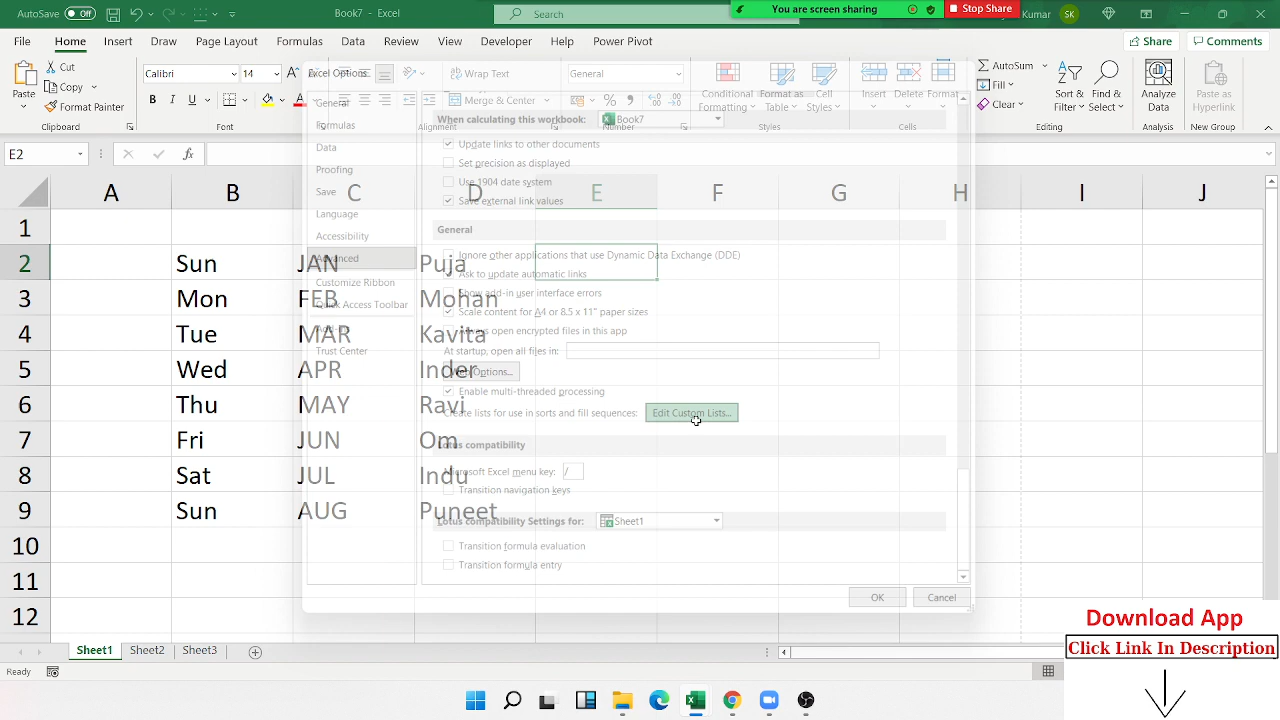 AutoSave Off
Book7 - Excel
Search
You are screen sharing
Stop Share
Kumar SK
File Home Insert Draw Page Layout Formulas Data Review View Developer Help Power Pivot
Share Comments
Paste
Cut
Copy
Format Painter
Clipboard
Calibri 14
B I U
Font
Wrap Text
Merge & Center
Alignment
General
Number
Conditional Formatting
Format as Table
Cell Styles
Styles
Insert Delete Format
Cells
AutoSum
Fill
Clear
Sort & Filter
Find & Select
Editing
Analyze Data
Analysis
Paste as Hyperlink
New Group
E2
fx
A B C D E F G H I J
1
2 Sun JAN Puja
3 Mon FEB Mohan
4 Tue MAR Kavita
5 Wed APR Inder
6 Thu MAY Ravi
7 Fri JUN Om
8 Sat JUL Indu
9 Sun AUG Puneet
10
11
12
Excel Options
General
Formulas
Data
Proofing
Save
Language
Accessibility
Advanced
Customize Ribbon
Quick Access Toolbar
Trust Center
When calculating this workbook: Book7
Update links to other documents
Set precision as displayed
Use 1904 date system
Save external link values
General
Ignore other applications that use Dynamic Data Exchange (DDE)
Ask to update automatic links
Show add-in user interface errors
Scale content for A4 or 8.5 x 11" paper sizes
Always open encrypted files in this app
At startup, open all files in:
Options...
Enable multi-threaded processing
Create lists for use in sorts and fill sequences: Edit Custom Lists...
Lotus compatibility
Microsoft Excel menu key: /
Transition navigation keys
Lotus compatibility Settings for: Sheet1
Transition formula evaluation
Transition formula entry
OK Cancel
Sheet1 Sheet2 Sheet3
Ready
Download App
Click Link In Description